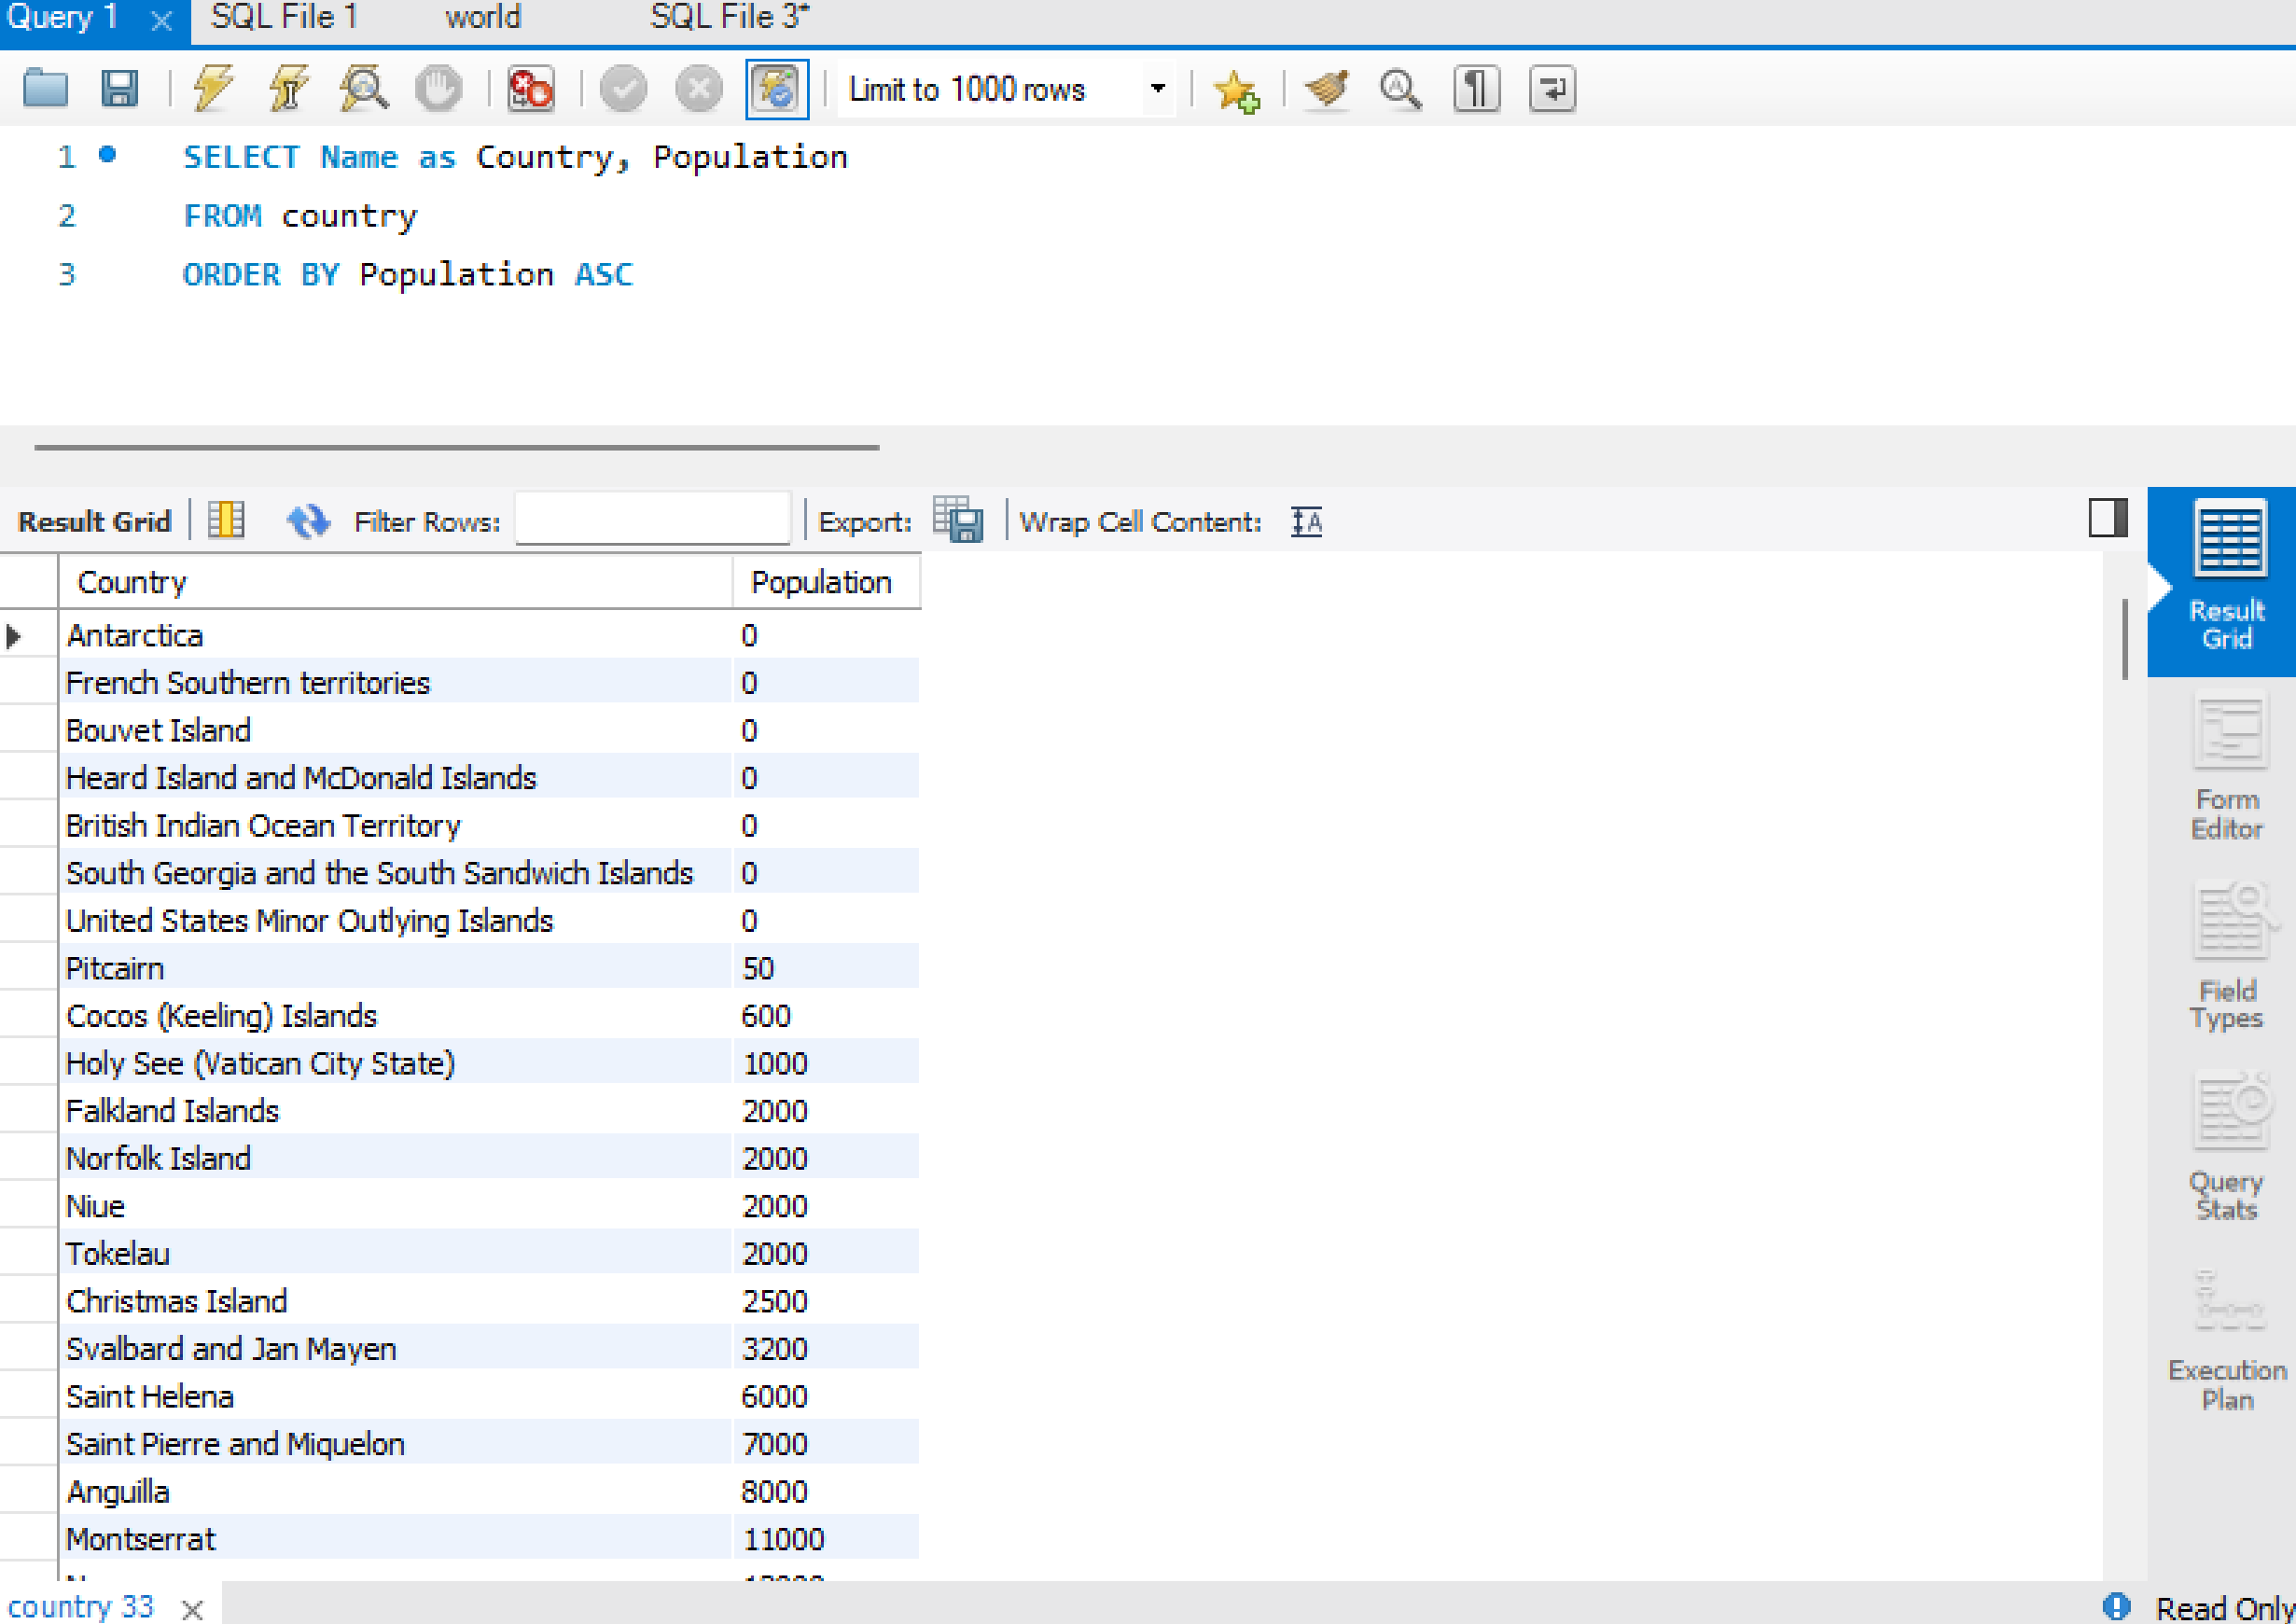 Query 1 SQL File 1 world SQL File 3*
Limit to 1000 rows
1 SELECT Name as Country, Population
2 FROM country
3 ORDER BY Population ASC
Result Grid Filter Rows: Export: Wrap Cell Content:
Country Population
Antarctica 0
French Southern territories 0
Bouvet Island 0
Heard Island and McDonald Islands 0
British Indian Ocean Territory 0
South Georgia and the South Sandwich Islands 0
United States Minor Outlying Islands 0
Pitcairn 50
Cocos (Keeling) Islands 600
Holy See (Vatican City State) 1000
Falkland Islands 2000
Norfolk Island 2000
Niue 2000
Tokelau 2000
Christmas Island 2500
Svalbard and Jan Mayen 3200
Saint Helena 6000
Saint Pierre and Miquelon 7000
Anguilla 8000
Montserrat 11000
Result
Grid
Form
Editor
Field
Types
Query
Stats
Execution
Plan
country 33 Read Only